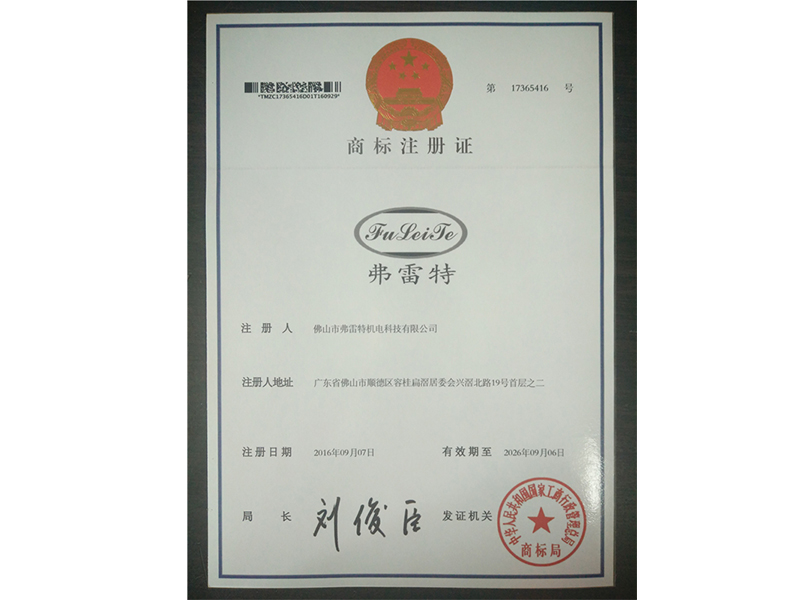 *TMZC17365416D01T160929*
第 17365416 号
商标注册证
FuLeiTe
弗雷特
注册人 佛山市弗雷特机电科技有限公司
注册人地址 广东省佛山市顺德区容桂扁滘居委会兴滘北路19号首层之二
注册日期 2016年09月07日 有效期至 2026年09月06日
局长 刘俊臣 发证机关
中华人民共和国国家工商行政管理总局
商标局